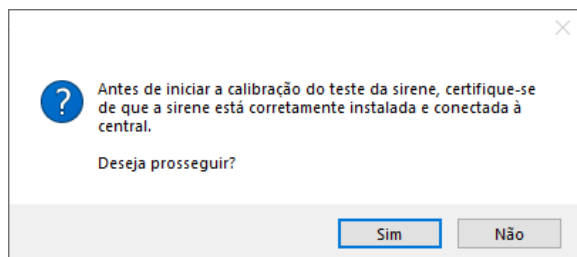 Antes de iniciar a calibração do teste da sirene, certifique-se
de que a sirene está corretamente instalada e conectada à
central.
Deseja prosseguir?
Sim
Não